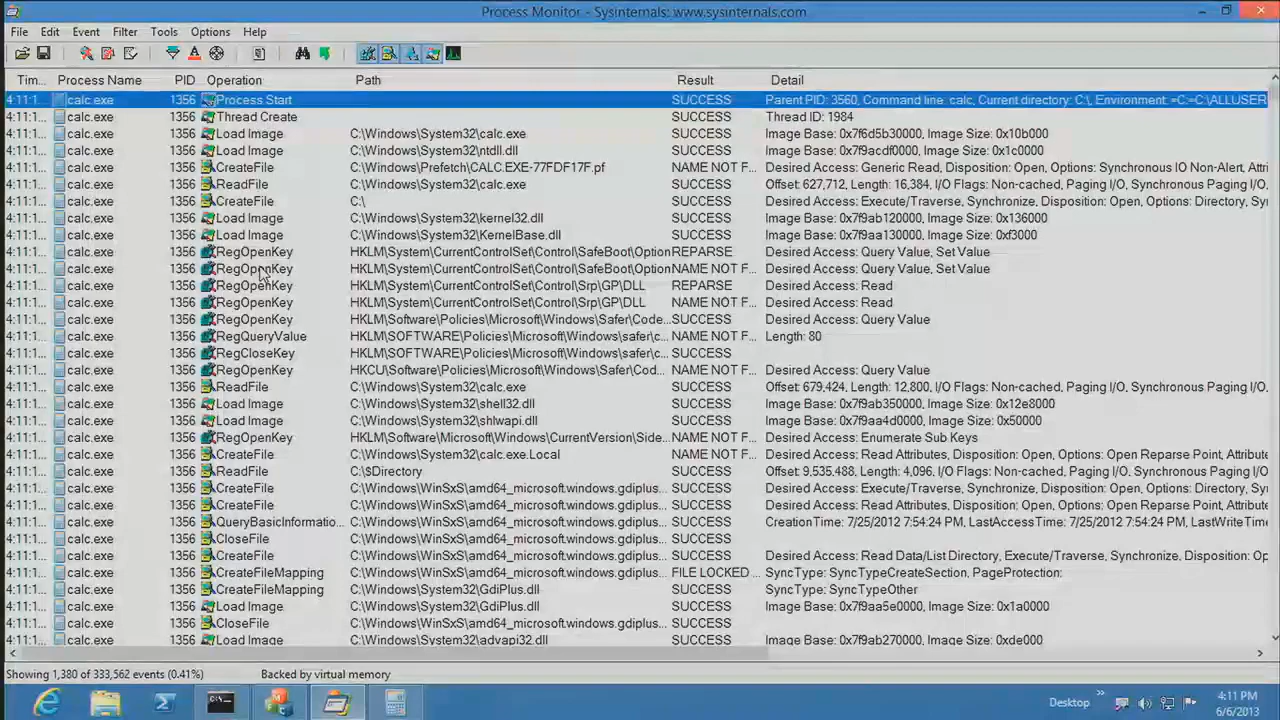 Process Monitor - Sysinternals: www.sysinternals.com
File Edit Event Filter Tools Options Help
Tim... Process Name PID Operation Path Result Detail
4:11:1... calc.exe 1356 Process Start SUCCESS Parent PID: 3560, Command line: calc, Current directory: C:\, Environment: =C:=C:\ALLUSER
4:11:1... calc.exe 1356 Thread Create SUCCESS Thread ID: 1984
4:11:1... calc.exe 1356 Load Image C:\Windows\System32\calc.exe SUCCESS Image Base: 0x7f6d5b30000, Image Size: 0x10b000
4:11:1... calc.exe 1356 Load Image C:\Windows\System32\ntdll.dll SUCCESS Image Base: 0x7f9acdf0000, Image Size: 0x1c0000
4:11:1... calc.exe 1356 CreateFile C:\Windows\Prefetch\CALC.EXE-77FDF17F.pf NAME NOT F... Desired Access: Generic Read, Disposition: Open, Options: Synchronous IO Non-Alert, Attri
4:11:1... calc.exe 1356 ReadFile C:\Windows\System32\calc.exe SUCCESS Offset: 627,712, Length: 16,384, I/O Flags: Non-cached, Paging I/O, Synchronous Paging I/O,
4:11:1... calc.exe 1356 CreateFile C:\ SUCCESS Desired Access: Execute/Traverse, Synchronize, Disposition: Open, Options: Directory, Sy
4:11:1... calc.exe 1356 Load Image C:\Windows\System32\kernel32.dll SUCCESS Image Base: 0x7f9ab120000, Image Size: 0x136000
4:11:1... calc.exe 1356 Load Image C:\Windows\System32\KernelBase.dll SUCCESS Image Base: 0x7f9aa130000, Image Size: 0xf3000
4:11:1... calc.exe 1356 RegOpenKey HKLM\System\CurrentControlSet\Control\SafeBoot\Option REPARSE Desired Access: Query Value, Set Value
4:11:1... calc.exe 1356 RegOpenKey HKLM\System\CurrentControlSet\Control\SafeBoot\Option NAME NOT F... Desired Access: Query Value, Set Value
4:11:1... calc.exe 1356 RegOpenKey HKLM\System\CurrentControlSet\Control\Srp\GP\DLL REPARSE Desired Access: Read
4:11:1... calc.exe 1356 RegOpenKey HKLM\System\CurrentControlSet\Control\Srp\GP\DLL NAME NOT F... Desired Access: Read
4:11:1... calc.exe 1356 RegOpenKey HKLM\Software\Policies\Microsoft\Windows\Safer\Code... SUCCESS Desired Access: Query Value
4:11:1... calc.exe 1356 RegQueryValue HKLM\SOFTWARE\Policies\Microsoft\Windows\safer\c... NAME NOT F... Length: 80
4:11:1... calc.exe 1356 RegCloseKey HKLM\SOFTWARE\Policies\Microsoft\Windows\safer\c... SUCCESS
4:11:1... calc.exe 1356 RegOpenKey HKCU\Software\Policies\Microsoft\Windows\Safer\Cod... NAME NOT F... Desired Access: Query Value
4:11:1... calc.exe 1356 ReadFile C:\Windows\System32\calc.exe SUCCESS Offset: 679,424, Length: 12,800, I/O Flags: Non-cached, Paging I/O, Synchronous Paging I/O,
4:11:1... calc.exe 1356 Load Image C:\Windows\System32\shell32.dll SUCCESS Image Base: 0x7f9ab350000, Image Size: 0x12e8000
4:11:1... calc.exe 1356 Load Image C:\Windows\System32\shlwapi.dll SUCCESS Image Base: 0x7f9aa4d0000, Image Size: 0x50000
4:11:1... calc.exe 1356 RegOpenKey HKLM\Software\Microsoft\Windows\CurrentVersion\Side... NAME NOT F... Desired Access: Enumerate Sub Keys
4:11:1... calc.exe 1356 CreateFile C:\Windows\System32\calc.exe.Local NAME NOT F... Desired Access: Read Attributes, Disposition: Open, Options: Open Reparse Point, Attribute
4:11:1... calc.exe 1356 ReadFile C:\$Directory SUCCESS Offset: 9,535,488, Length: 4,096, I/O Flags: Non-cached, Paging I/O, Synchronous Paging I/O
4:11:1... calc.exe 1356 CreateFile C:\Windows\WinSxS\amd64_microsoft.windows.gdiplus... SUCCESS Desired Access: Execute/Traverse, Synchronize, Disposition: Open, Options: Directory, Sy
4:11:1... calc.exe 1356 CreateFile C:\Windows\WinSxS\amd64_microsoft.windows.gdiplus... SUCCESS Desired Access: Read Attributes, Disposition: Open, Options: Open Reparse Point, Attribute
4:11:1... calc.exe 1356 QueryBasicInformatio... C:\Windows\WinSxS\amd64_microsoft.windows.gdiplus... SUCCESS CreationTime: 7/25/2012 7:54:24 PM, LastAccessTime: 7/25/2012 7:54:24 PM, LastWriteTime
4:11:1... calc.exe 1356 CloseFile C:\Windows\WinSxS\amd64_microsoft.windows.gdiplus... SUCCESS
4:11:1... calc.exe 1356 CreateFile C:\Windows\WinSxS\amd64_microsoft.windows.gdiplus... SUCCESS Desired Access: Read Data/List Directory, Execute/Traverse, Synchronize, Disposition: Op
4:11:1... calc.exe 1356 CreateFileMapping C:\Windows\WinSxS\amd64_microsoft.windows.gdiplus... FILE LOCKED ... SyncType: SyncTypeCreateSection, PageProtection:
4:11:1... calc.exe 1356 CreateFileMapping C:\Windows\System32\GdiPlus.dll SUCCESS SyncType: SyncTypeOther
4:11:1... calc.exe 1356 Load Image C:\Windows\System32\GdiPlus.dll SUCCESS Image Base: 0x7f9aa5e0000, Image Size: 0x1a0000
4:11:1... calc.exe 1356 CloseFile C:\Windows\WinSxS\amd64_microsoft.windows.gdiplus... SUCCESS
4:11:1... calc.exe 1356 Load Image C:\Windows\System32\advapi32.dll SUCCESS Image Base: 0x7f9ab270000, Image Size: 0xde000
Showing 1,380 of 333,562 events (0.41%) Backed by virtual memory
Desktop
4:11 PM
6/6/2013